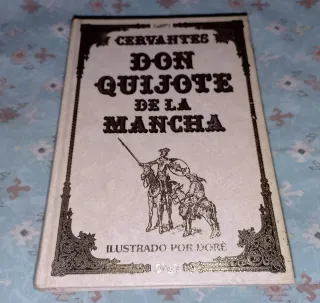 CERVANTES
DON
QUIJOTE
DE LA
MANCHA
ILUSTRADO POR DORÉ